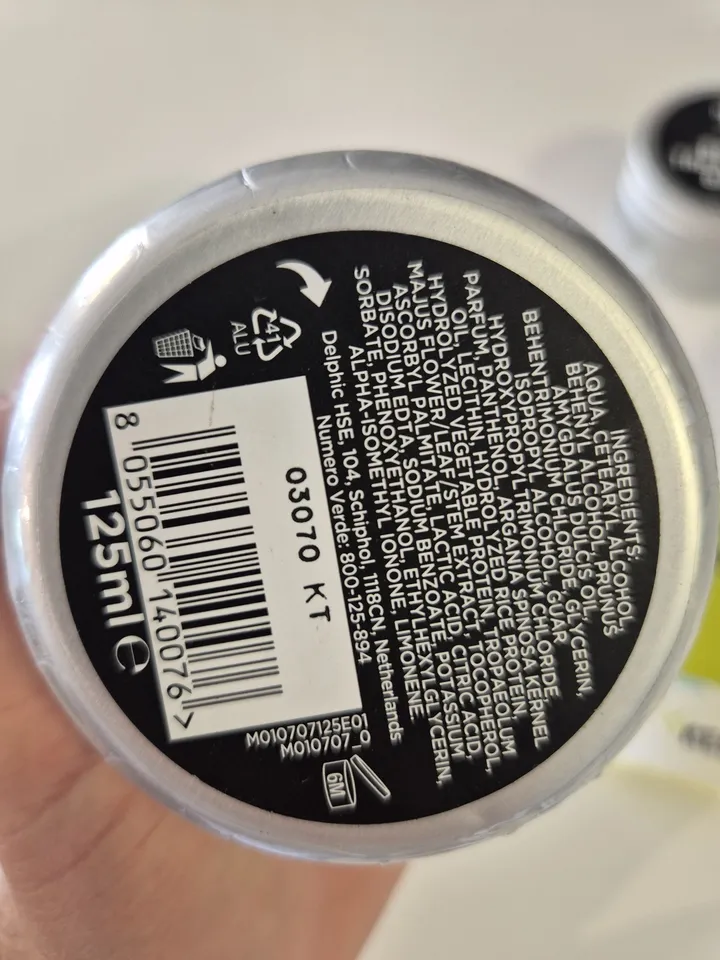 INGREDIENTS:
AQUA, CETEARYL ALCOHOL,
BEHENYL ALCOHOL, PRUNUS
AMYGDALUS DULCIS OIL
BEHENTRIMONIUM CHLORIDE, GLYCERIN,
ISOPROPYL ALCOHOL, GUAR
HYDROXYPROPYLTRIMONIUM CHLORIDE,
PARFUM, PANTHENOL, ARGANIA SPINOSA KERNEL
OIL, LECITHIN, HYDROLYZED RICE PROTEIN,
HYDROLYZED VEGETABLE PROTEIN, TROPAEOLUM
MAJUS FLOWER/LEAF/STEM EXTRACT, TOCOPHEROL,
ASCORBYL PALMITATE, LACTIC ACID, CITRIC ACID,
DISODIUM EDTA, SODIUM BENZOATE, POTASSIUM
SORBATE, PHENOXYETHANOL, ETHYLHEXYLGLYCERIN,
ALPHA-ISOMETHYL IONONE, LIMONENE.
Delphic HSE, 104, Schiphol, 1118CN, Netherlands
Numero Verde: 800-125-894
41
ALU
03070 KT
8 055060 140076 >
M010707125E01
M010707_0
6M
125ml e